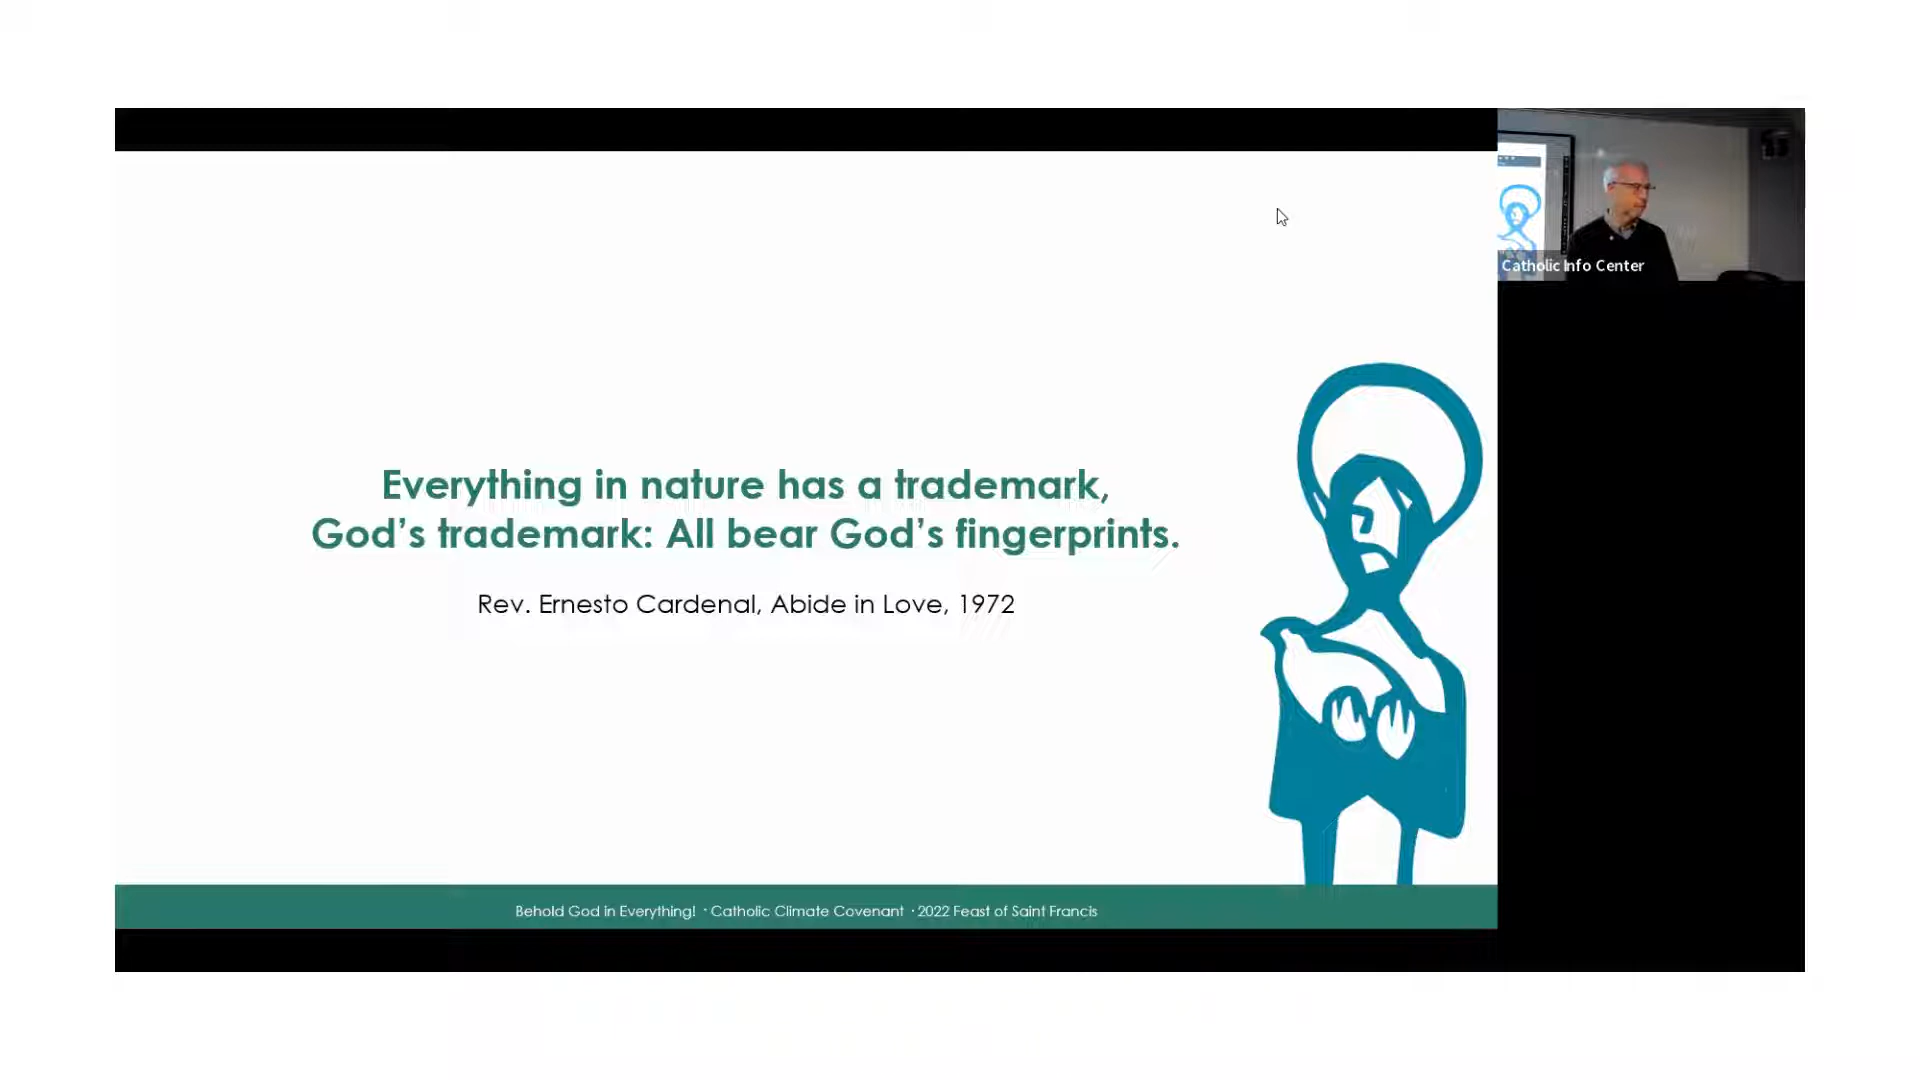 Everything in nature has a trademark,
God’s trademark: All bear God’s fingerprints.
Rev. Ernesto Cardenal, Abide in Love, 1972
Behold God in Everything! · Catholic Climate Covenant · 2022 Feast of Saint Francis
Catholic Info Center